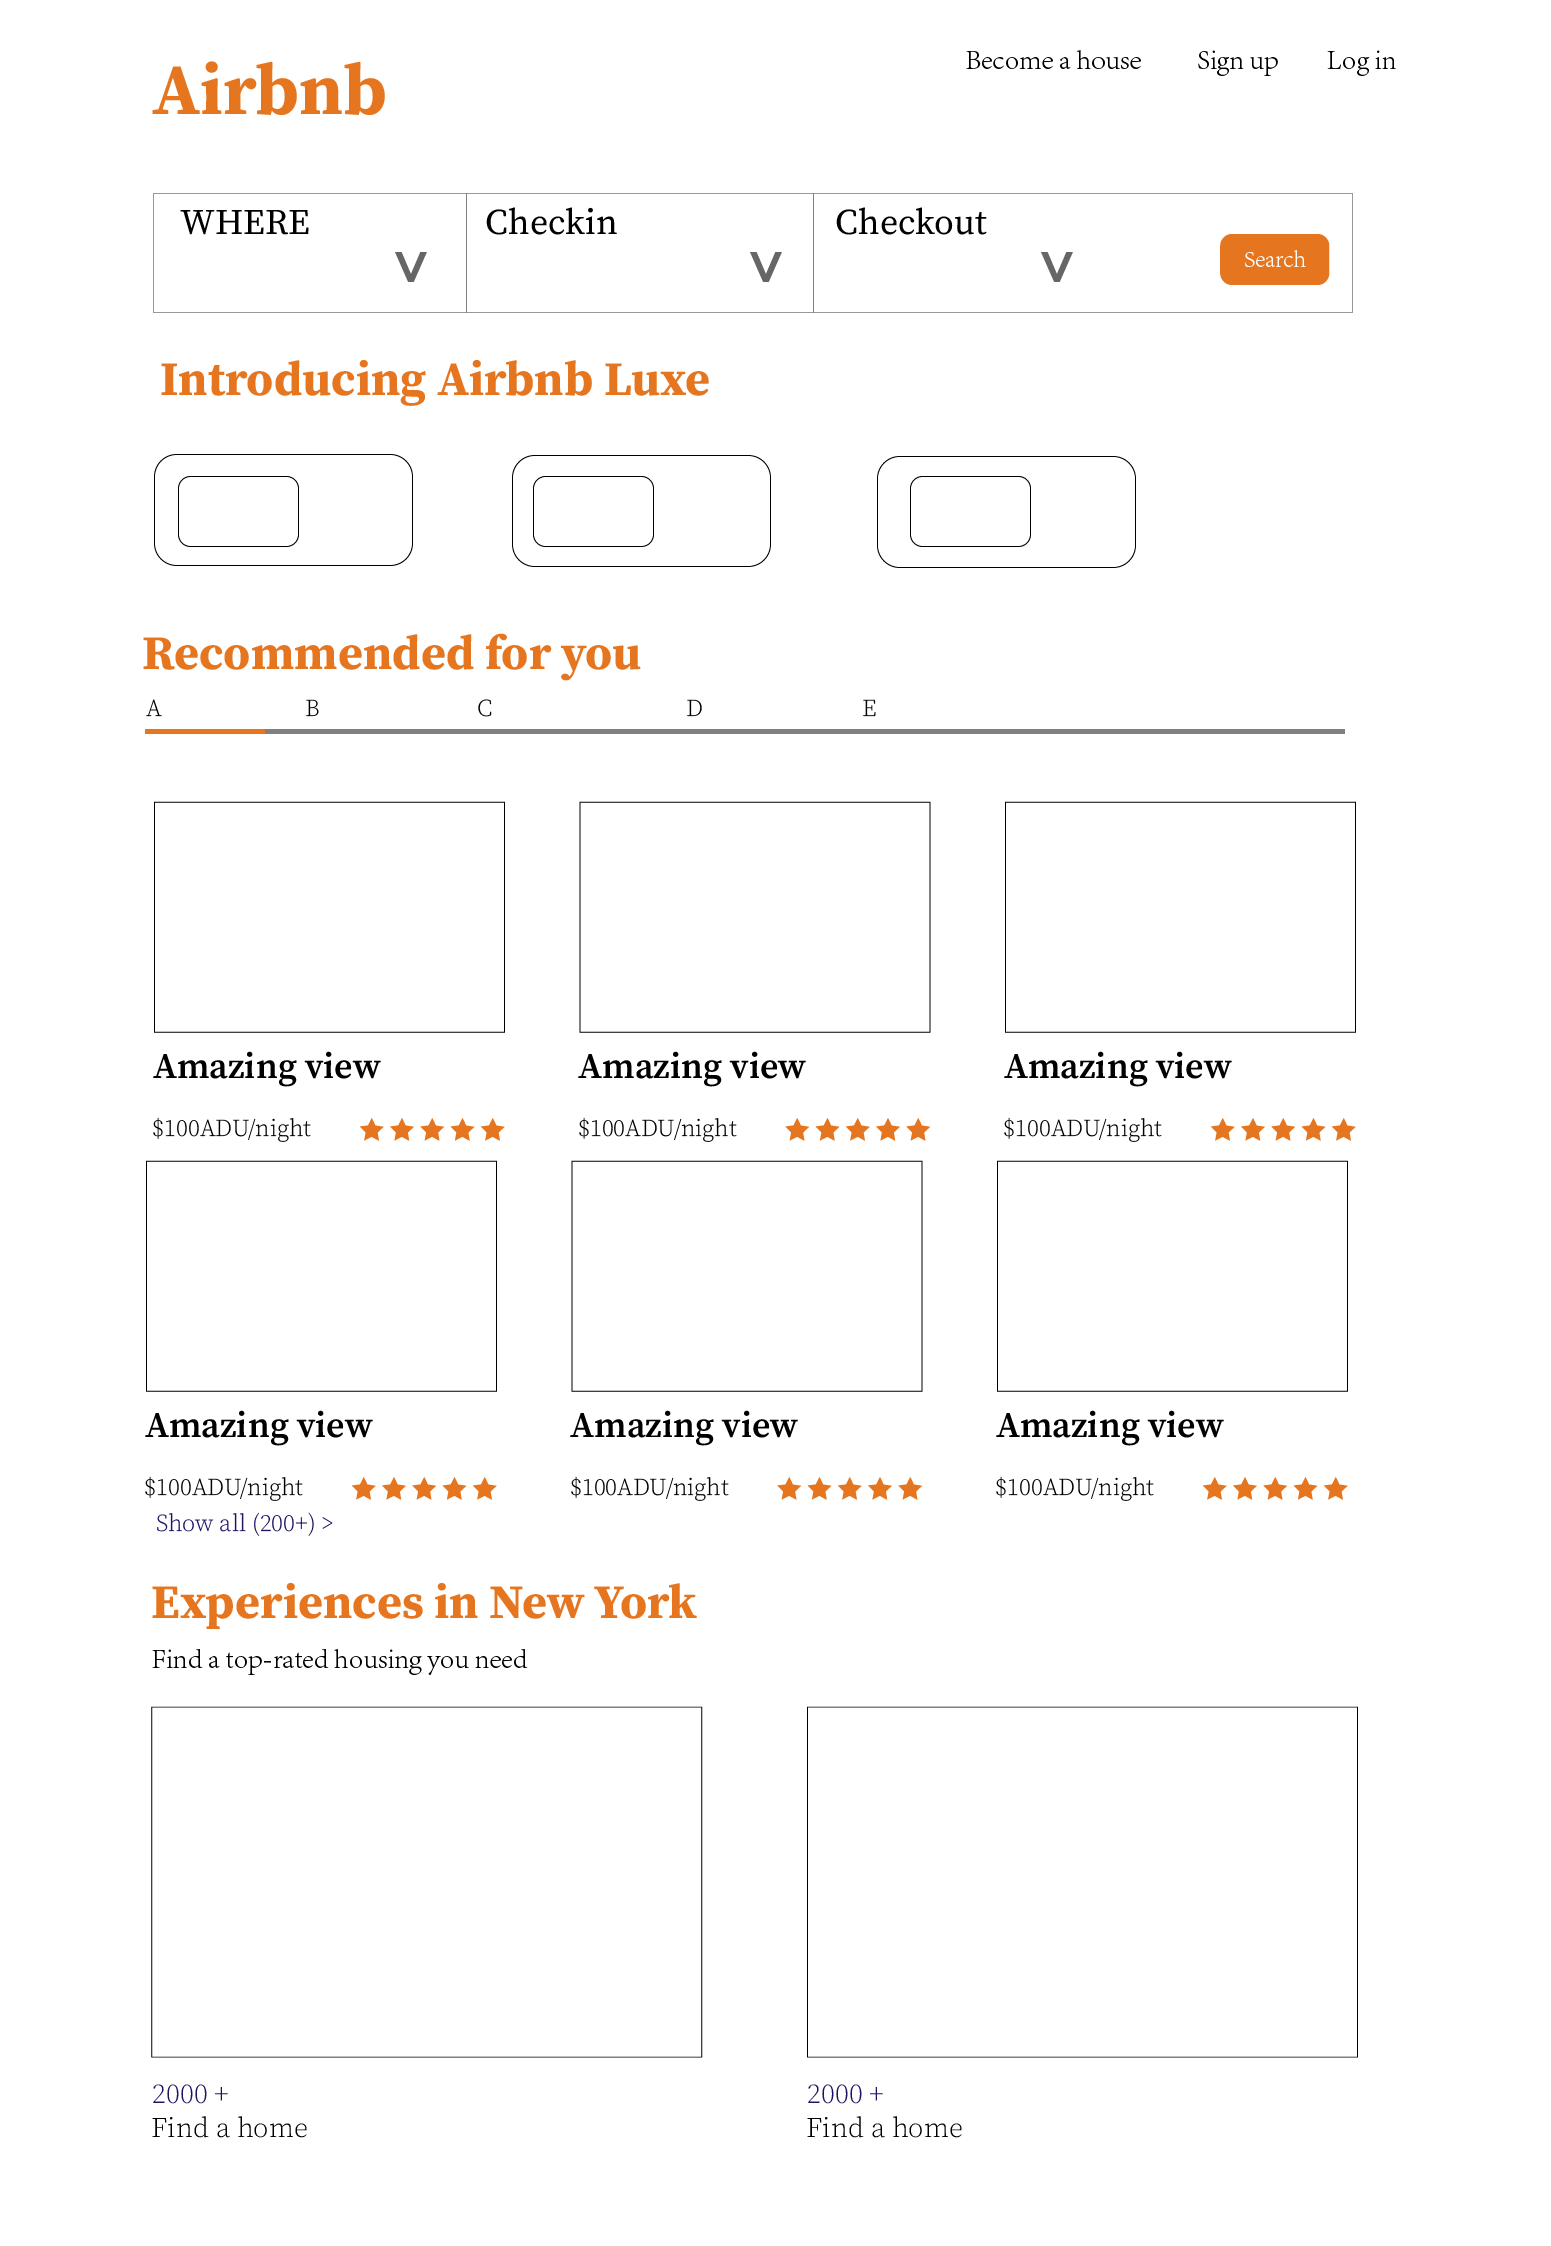 Airbnb
Become a house Sign up Log in
WHERE Checkin Checkout
V V V
Search
Introducing Airbnb Luxe
Recommended for you
A B C D E
Amazing view Amazing view Amazing view
$100ADU/night $100ADU/night $100ADU/night
Amazing view Amazing view Amazing view
$100ADU/night $100ADU/night $100ADU/night
Show all (200+) >
Experiences in New York
Find a top-rated housing you need
2000 + 2000 +
Find a home Find a home